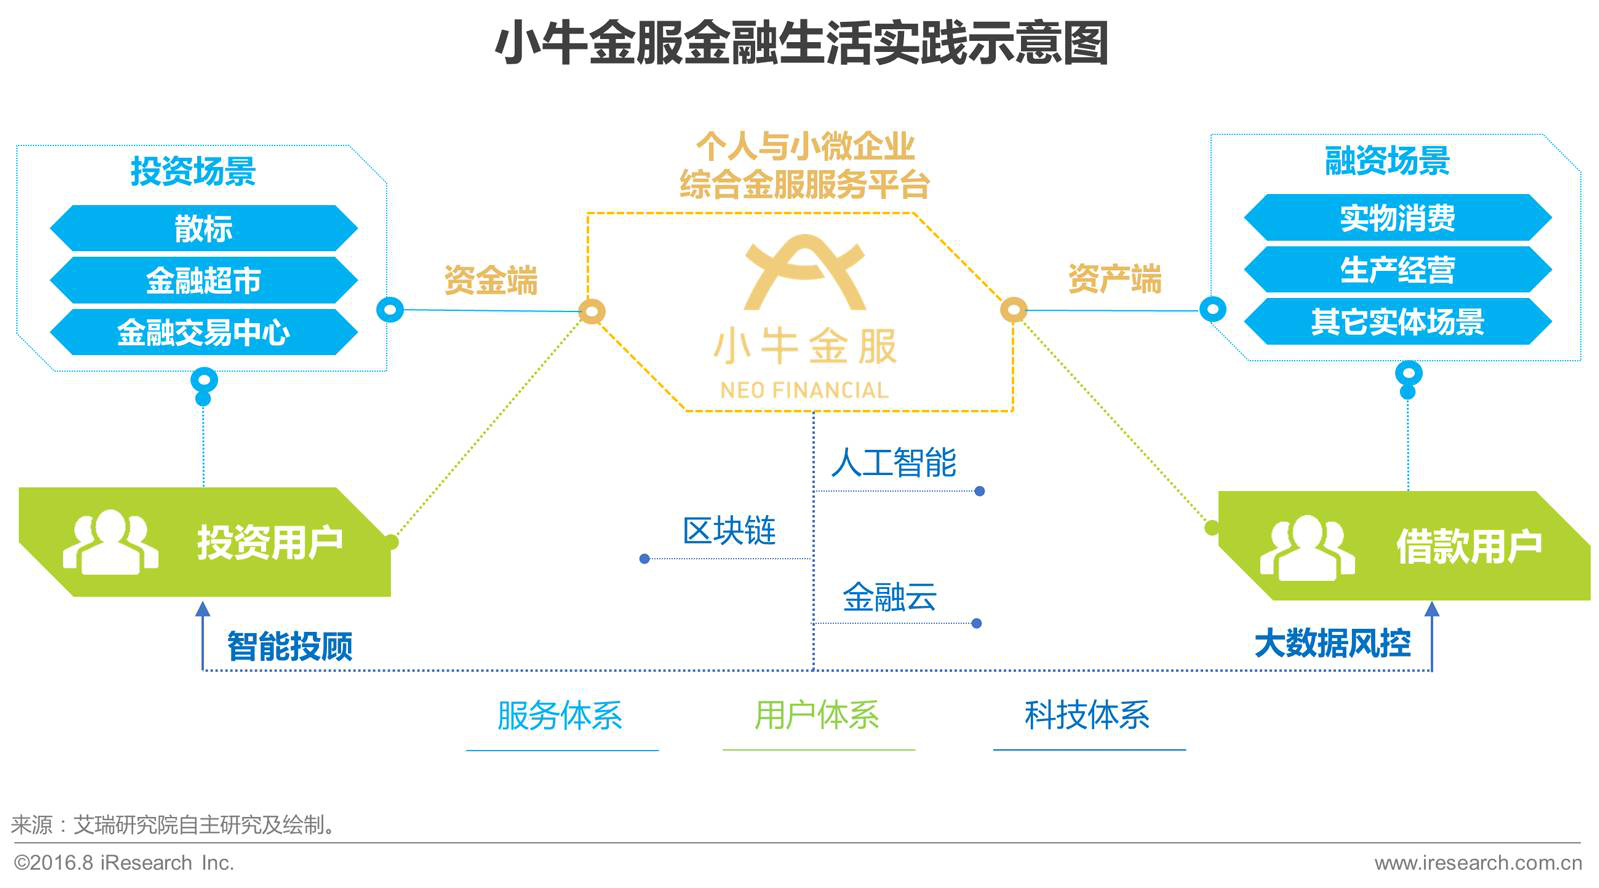 小牛金服金融生活实践示意图
个人与小微企业
综合金服服务平台
投资场景
散标
金融超市
金融交易中心
资金端
小牛金服
NEO FINANCIAL
资产端
融资场景
实物消费
生产经营
其它实体场景
人工智能
区块链
金融云
投资用户
借款用户
智能投顾
大数据风控
服务体系
用户体系
科技体系
来源：艾瑞研究院自主研究及绘制。
©2016.8 iResearch Inc.
www.iresearch.com.cn